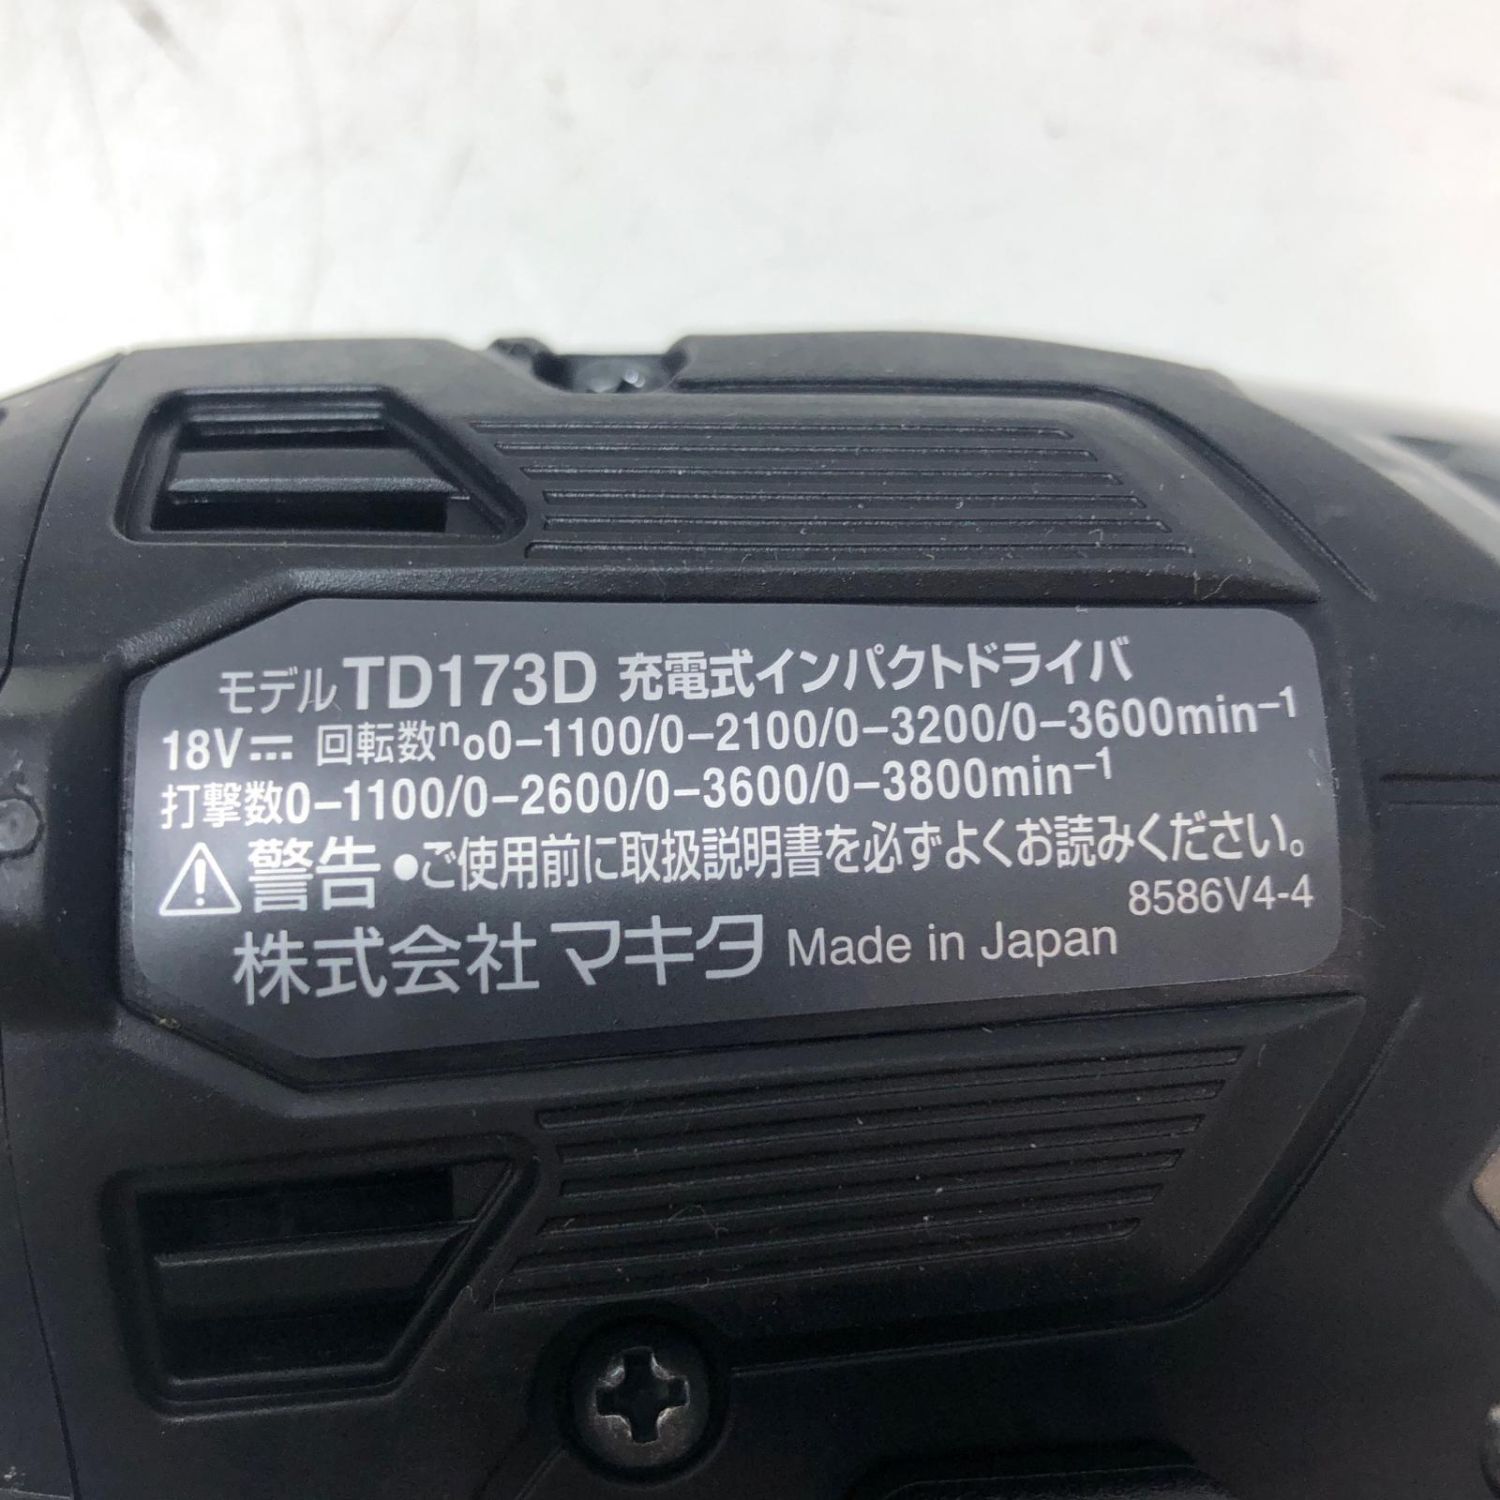 モデル TD173D 充電式インパクトドライバ
18V⎓ 回転数n₀0-1100/0-2100/0-3200/0-3600min⁻¹
打撃数0-1100/0-2600/0-3600/0-3800min⁻¹
⚠警告 •ご使用前に取扱説明書を必ずよくお読みください。
8586V4-4
株式会社マキタ Made in Japan